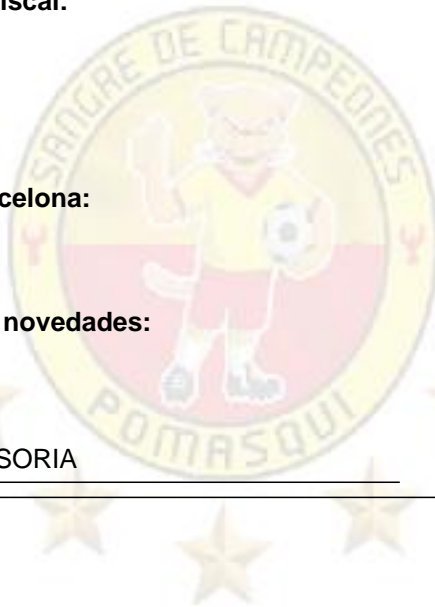 iscal:
SANGRE DE CAMPEONES
celona:
novedades:
POMASQUI
SORIA